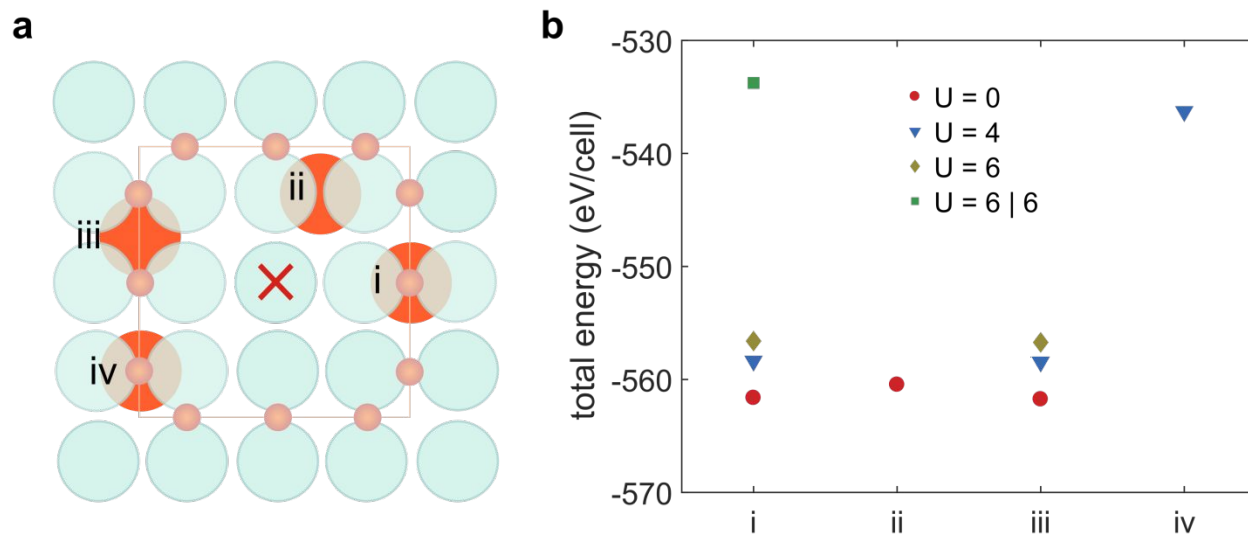 a
ii
iii
i
iv
b
-530
-540
-550
-560
-570
total energy (eV/cell)
U = 0
U = 4
U = 6
U = 6 | 6
i
ii
iii
iv